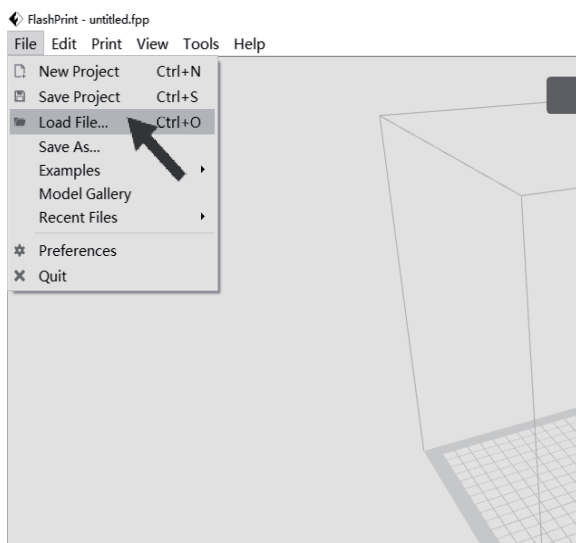 FlashPrint - untitled.fpp
File Edit Print View Tools Help
New Project Ctrl+N
Save Project Ctrl+S
Load File... Ctrl+O
Save As...
Examples
Model Gallery
Recent Files
Preferences
Quit